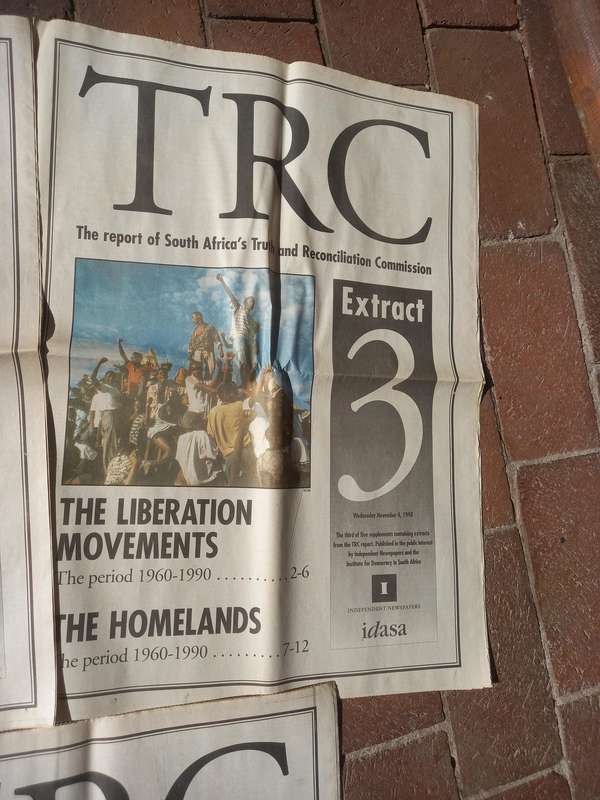 TRC
The report of South Africa's Truth and Reconciliation Commission
Extract
3
Wednesday November 4, 1998
The third of five supplements containing extracts
from the TRC report. Published in the public interest
by Independent Newspapers and the
Institute for Democracy in South Africa
I
INDEPENDENT NEWSPAPERS
idasa
THE LIBERATION
MOVEMENTS
The period 1960-1990 . . . . . . . . . . 2-6
THE HOMELANDS
he period 1960-1990 . . . . . . . . . 7-12
RC